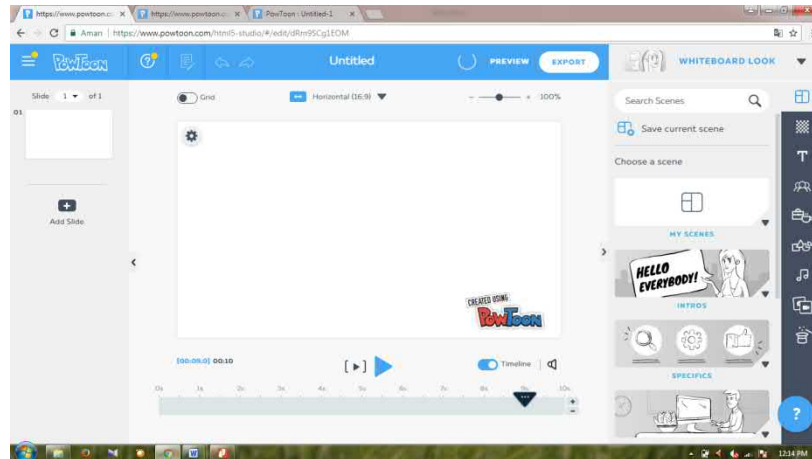 https://www.powtoon.c
https://www.powtoon.c
PowToon : Untitled-1
Aman
https://www.powtoon.com/html5-studio/#/edit/dRm9SCg1EOM
POWTOON
Untitled
PREVIEW
EXPORT
WHITEBOARD LOOK
Slide 1 of 1
Grid
Horizontal (16:9)
- + 100%
Search Scenes
01
Save current scene
Choose a scene
Add Slide
MY SCENES
HELLO
EVERYBODY!
CREATED USING
POWTOON
INTROS
[00:09.0] 00:10
Timeline
SPECIFICS
0s 1s 2s 3s 4s 5s 6s 7s 8s 9s 10s
+
-
?
12:14 PM